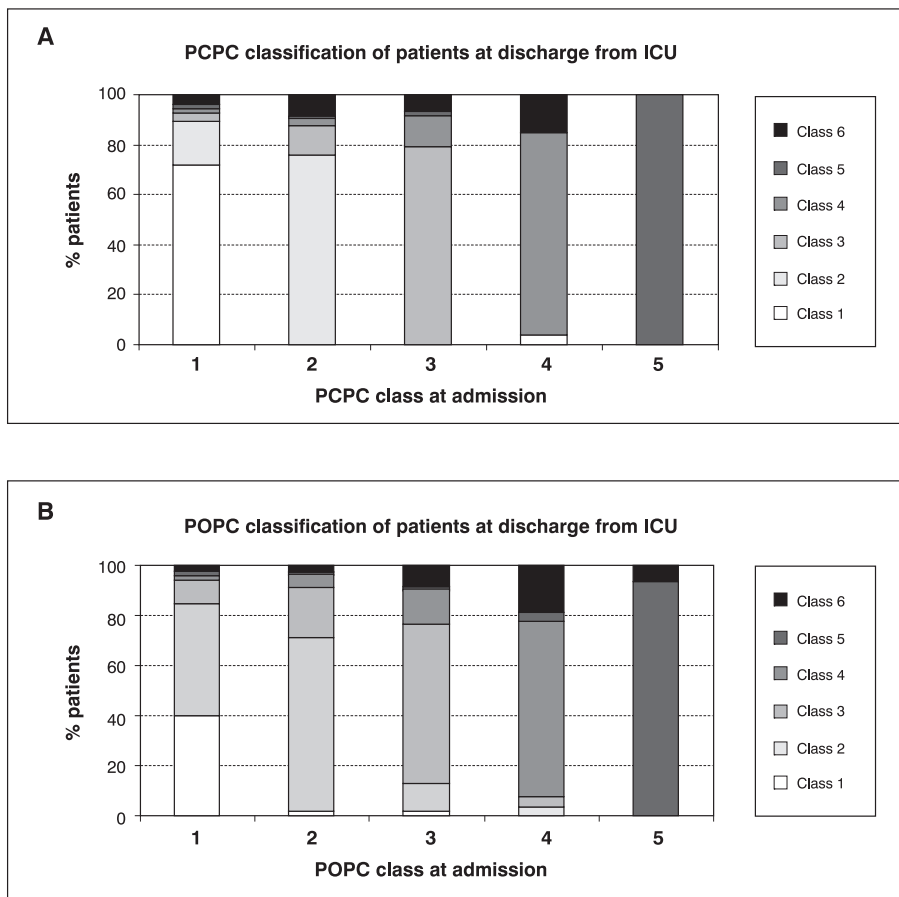 A
PCPC classification of patients at discharge from ICU
100
80
60
40
20
0
% patients
1 2 3 4 5
PCPC class at admission
Class 6
Class 5
Class 4
Class 3
Class 2
Class 1
B
POPC classification of patients at discharge from ICU
100
80
60
40
20
0
% patients
1 2 3 4 5
POPC class at admission
Class 6
Class 5
Class 4
Class 3
Class 2
Class 1